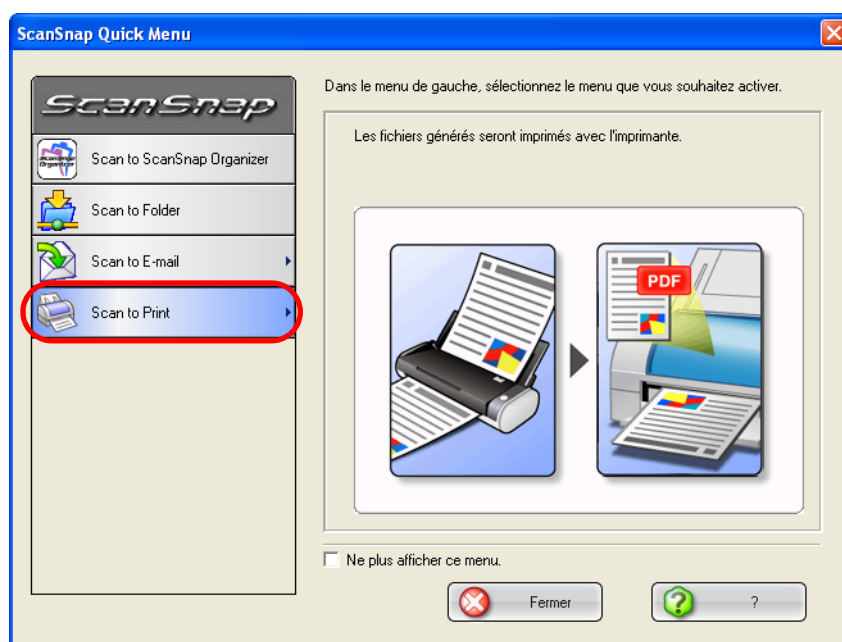 ScanSnap Quick Menu
ScanSnap
Scan to ScanSnap Organizer
Scan to Folder
Scan to E-mail
Scan to Print
Dans le menu de gauche, sélectionnez le menu que vous souhaitez activer.
Les fichiers générés seront imprimés avec l'imprimante.
PDF
Ne plus afficher ce menu.
Fermer
?